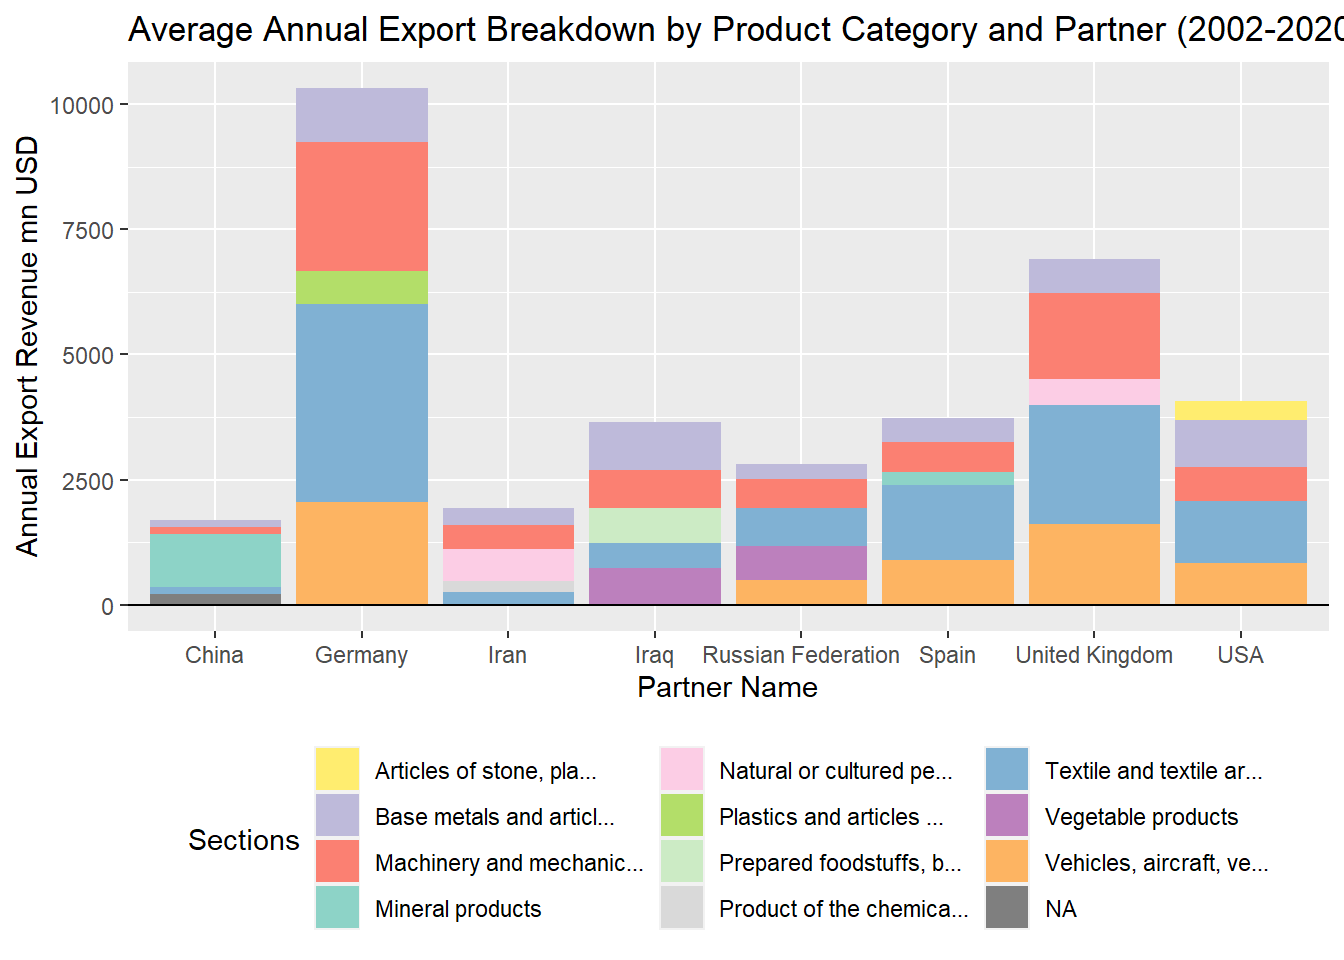 Average Annual Export Breakdown by Product Category and Partner (2002-2020
Annual Export Revenue mn USD
10000
7500
5000
2500
0
China Germany Iran Iraq Russian Federation Spain United Kingdom USA
Partner Name
Sections
Articles of stone, pla...
Base metals and articl...
Machinery and mechanic...
Mineral products
Natural or cultured pe...
Plastics and articles ...
Prepared foodstuffs, b...
Product of the chemica...
Textile and textile ar...
Vegetable products
Vehicles, aircraft, ve...
NA